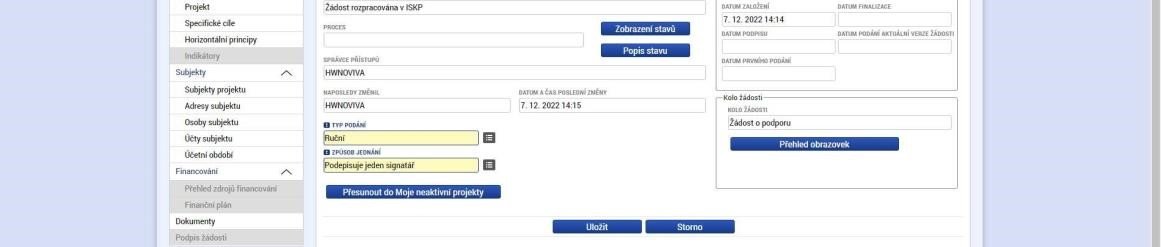 Projekt
Specifické cíle
Horizontální principy
Indikátory
Subjekty
Subjekty projektu
Adresy subjektu
Osoby subjektu
Účty subjektu
Účetní období
Financování
Přehled zdrojů financování
Finanční plán
Dokumenty
Podpis žádosti
Žádost rozpracována v ISKP
PROCES
Zobrazení stavů
Popis stavu
SPRÁVCE PŘÍSTUPŮ
HWNOVIVA
NAPOSLEDY ZMĚNIL
DATUM A ČAS POSLEDNÍ ZMĚNY
HWNOVIVA
7. 12. 2022 14:15
TYP PODÁNÍ
Ruční
ZPŮSOB JEDNÁNÍ
Podepisuje jeden signatář
Přesunout do Moje neaktivní projekty
Uložit
Storno
DATUM ZALOŽENÍ
DATUM FINALIZACE
7. 12. 2022 14:14
DATUM PODPISU
DATUM PODÁNÍ AKTUÁLNÍ VERZE ŽÁDOSTI
DATUM PRVNÍHO PODÁNÍ
Kolo žádosti
KOLO ŽÁDOSTI
Žádost o podporu
Přehled obrazovek